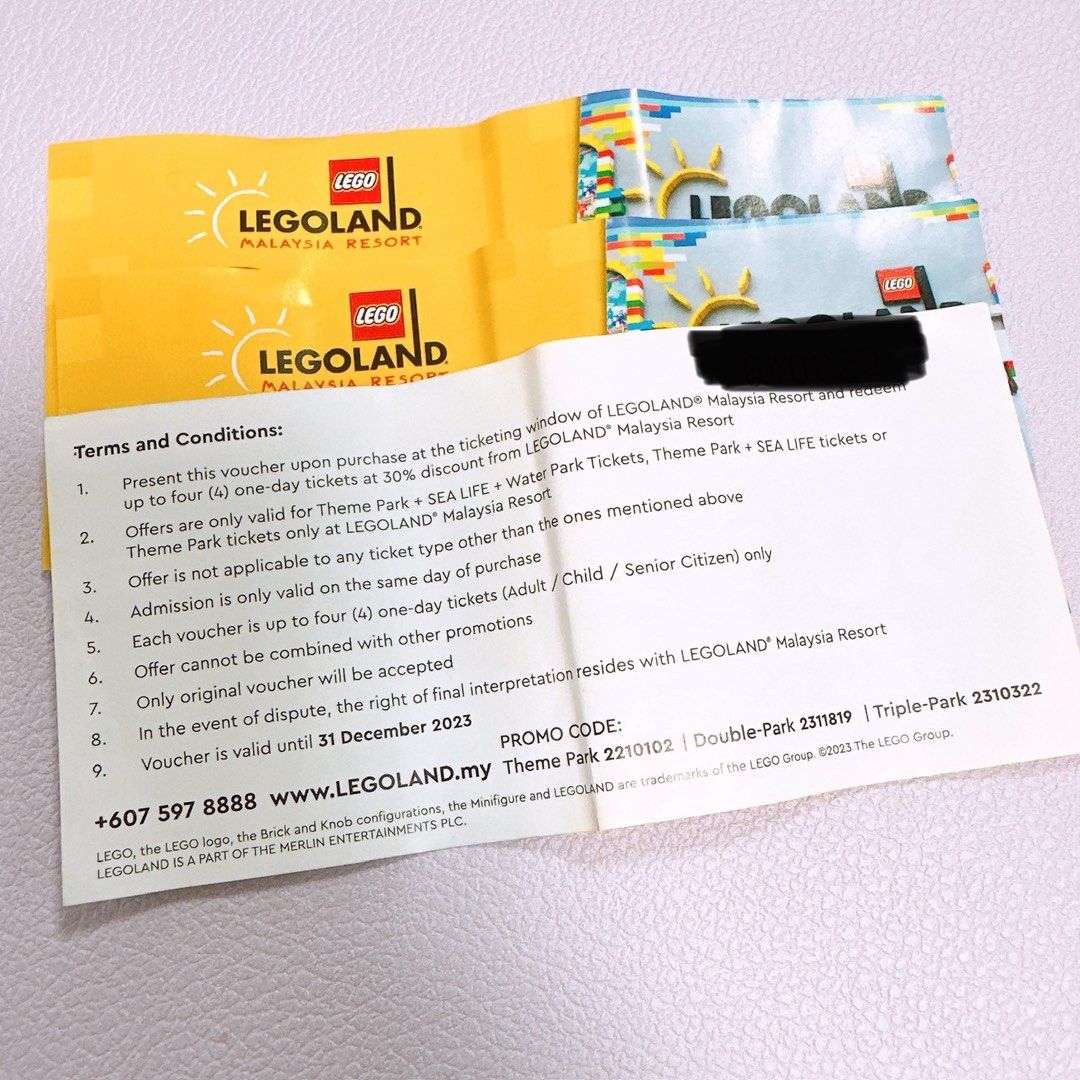 LEGO
LEGOLAND®
MALAYSIA RESORT
LEGO
LEGOLAND®
MALAYSIA RESORT
LEGOLAND
LEGO
LEGOLAND
Terms and Conditions:
1. Present this voucher upon purchase at the ticketing window of LEGOLAND® Malaysia Resort and redeem
up to four (4) one-day tickets at 30% discount from LEGOLAND® Malaysia Resort
2. Offers are only valid for Theme Park + SEA LIFE + Water Park Tickets, Theme Park + SEA LIFE tickets or
Theme Park tickets only at LEGOLAND® Malaysia Resort
3. Offer is not applicable to any ticket type other than the ones mentioned above
4. Admission is only valid on the same day of purchase
5. Each voucher is up to four (4) one-day tickets (Adult / Child / Senior Citizen) only
6. Offer cannot be combined with other promotions
7. Only original voucher will be accepted
8. In the event of dispute, the right of final interpretation resides with LEGOLAND® Malaysia Resort
9. Voucher is valid until 31 December 2023
PROMO CODE:
+607 597 8888 www.LEGOLAND.my Theme Park 2210102 | Double-Park 2311819 | Triple-Park 2310322
LEGO, the LEGO logo, the Brick and Knob configurations, the Minifigure and LEGOLAND are trademarks of the LEGO Group. ©2023 The LEGO Group.
LEGOLAND IS A PART OF THE MERLIN ENTERTAINMENTS PLC.